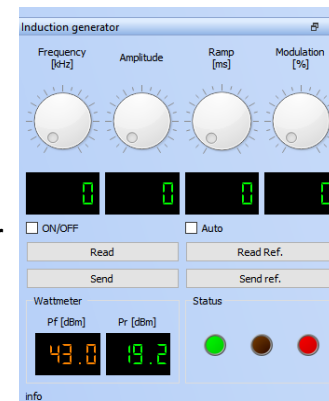 Induction generator
Frequency [kHz] Amplitude Ramp [ms] Modulation [%]
0 0 0 0
ON/OFF Auto
Read Read Ref.
Send Send ref.
Wattmeter Status
Pf [dBm] Pr [dBm]
43.0 19.2
info